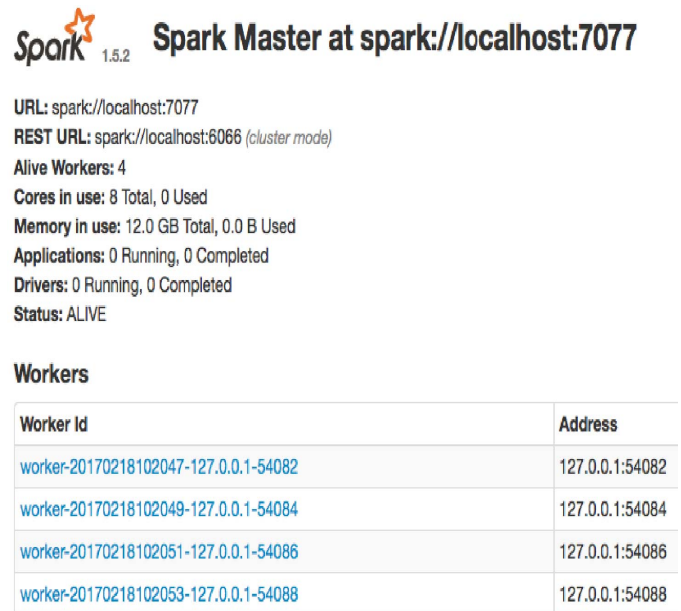 Spark 1.5.2 Spark Master at spark://localhost:7077
URL: spark://localhost:7077
REST URL: spark://localhost:6066 (cluster mode)
Alive Workers: 4
Cores in use: 8 Total, 0 Used
Memory in use: 12.0 GB Total, 0.0 B Used
Applications: 0 Running, 0 Completed
Drivers: 0 Running, 0 Completed
Status: ALIVE
Workers
Worker Id Address
worker-20170218102047-127.0.0.1-54082 127.0.0.1:54082
worker-20170218102049-127.0.0.1-54084 127.0.0.1:54084
worker-20170218102051-127.0.0.1-54086 127.0.0.1:54086
worker-20170218102053-127.0.0.1-54088 127.0.0.1:54088